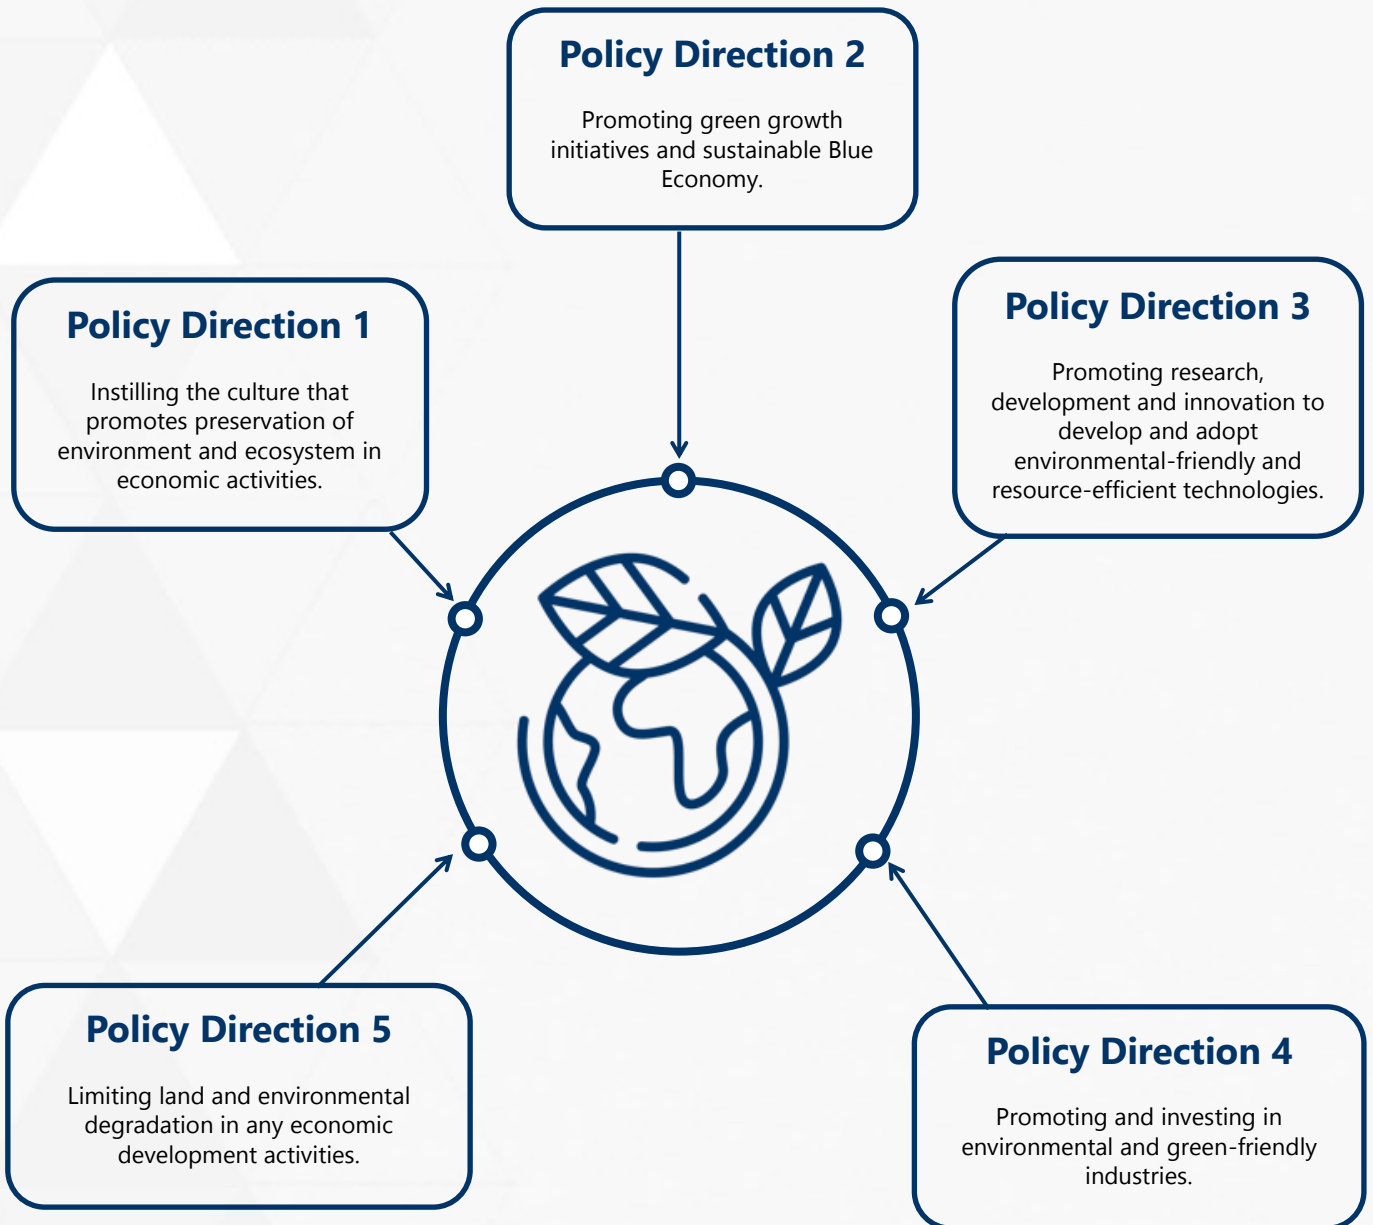 Policy Direction 2
Promoting green growth
initiatives and sustainable Blue
Economy.
Policy Direction 1
Instilling the culture that
promotes preservation of
environment and ecosystem in
economic activities.
Policy Direction 3
Promoting research,
development and innovation to
develop and adopt
environmental-friendly and
resource-efficient technologies.
Policy Direction 5
Limiting land and environmental
degradation in any economic
development activities.
Policy Direction 4
Promoting and investing in
environmental and green-friendly
industries.